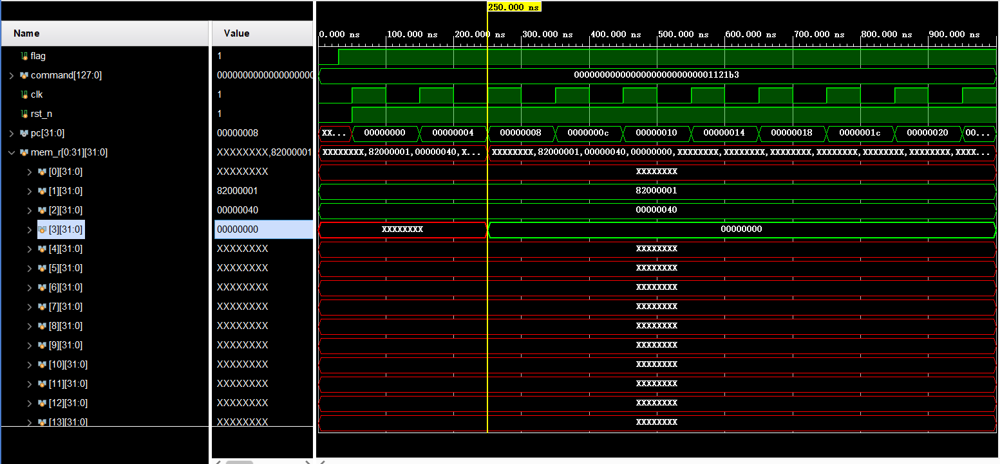 250.000 ns
Name Value 0.000 ns 100.000 ns 200.000 ns 300.000 ns 400.000 ns 500.000 ns 600.000 ns 700.000 ns 800.000 ns 900.000 ns
flag 1
command[127:0] 00000000000000000000
clk 1
rst_n 1
pc[31:0] 00000008 XX... 00000000 00000004 00000008 0000000c 00000010 00000014 00000018 0000001c 00000020 00...
mem_r[0:31][31:0] XXXXXXXX,82000001 XXXXXXXX,82000001,00000040,X... XXXXXXXX,82000001,00000040,00000000,XXXXXXXX,XXXXXXXX,XXXXXXXX,XXXXXXXX,XXXXXXXX,XXXXXXXX,XXXX...
[0][31:0] XXXXXXXX XXXXXXXX
[1][31:0] 82000001 82000001
[2][31:0] 00000040 00000040
[3][31:0] 00000000 XXXXXXXX 00000000
[4][31:0] XXXXXXXX XXXXXXXX
[5][31:0] XXXXXXXX XXXXXXXX
[6][31:0] XXXXXXXX XXXXXXXX
[7][31:0] XXXXXXXX XXXXXXXX
[8][31:0] XXXXXXXX XXXXXXXX
[9][31:0] XXXXXXXX XXXXXXXX
[10][31:0] XXXXXXXX XXXXXXXX
[11][31:0] XXXXXXXX XXXXXXXX
[12][31:0] XXXXXXXX XXXXXXXX
[13][31:0] XXXXXXXX XXXXXXXX